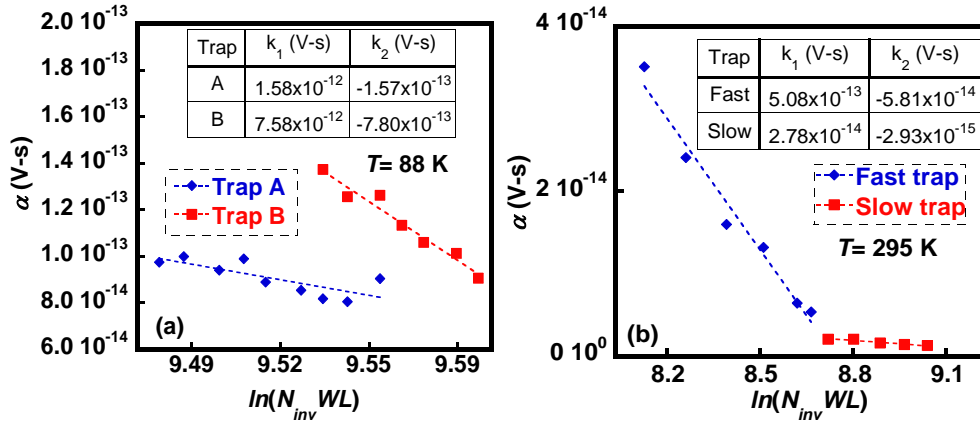 2.0 10⁻¹³
1.8 10⁻¹³
1.6 10⁻¹³
1.4 10⁻¹³
1.2 10⁻¹³
1.0 10⁻¹³
8.0 10⁻¹⁴
6.0 10⁻¹⁴
α (V-s)
Trap k₁ (V-s) k₂ (V-s)
A 1.58x10⁻¹² -1.57x10⁻¹³
B 7.58x10⁻¹² -7.80x10⁻¹³
T= 88 K
Trap A
Trap B
(a)
9.49 9.52 9.55 9.59
ln(N_inv WL)
4 10⁻¹⁴
2 10⁻¹⁴
0 10⁰
α (V-s)
Trap k₁ (V-s) k₂ (V-s)
Fast 5.08x10⁻¹³ -5.81x10⁻¹⁴
Slow 2.78x10⁻¹⁴ -2.93x10⁻¹⁵
Fast trap
Slow trap
T= 295 K
(b)
8.2 8.5 8.8 9.1
ln(N_inv WL)